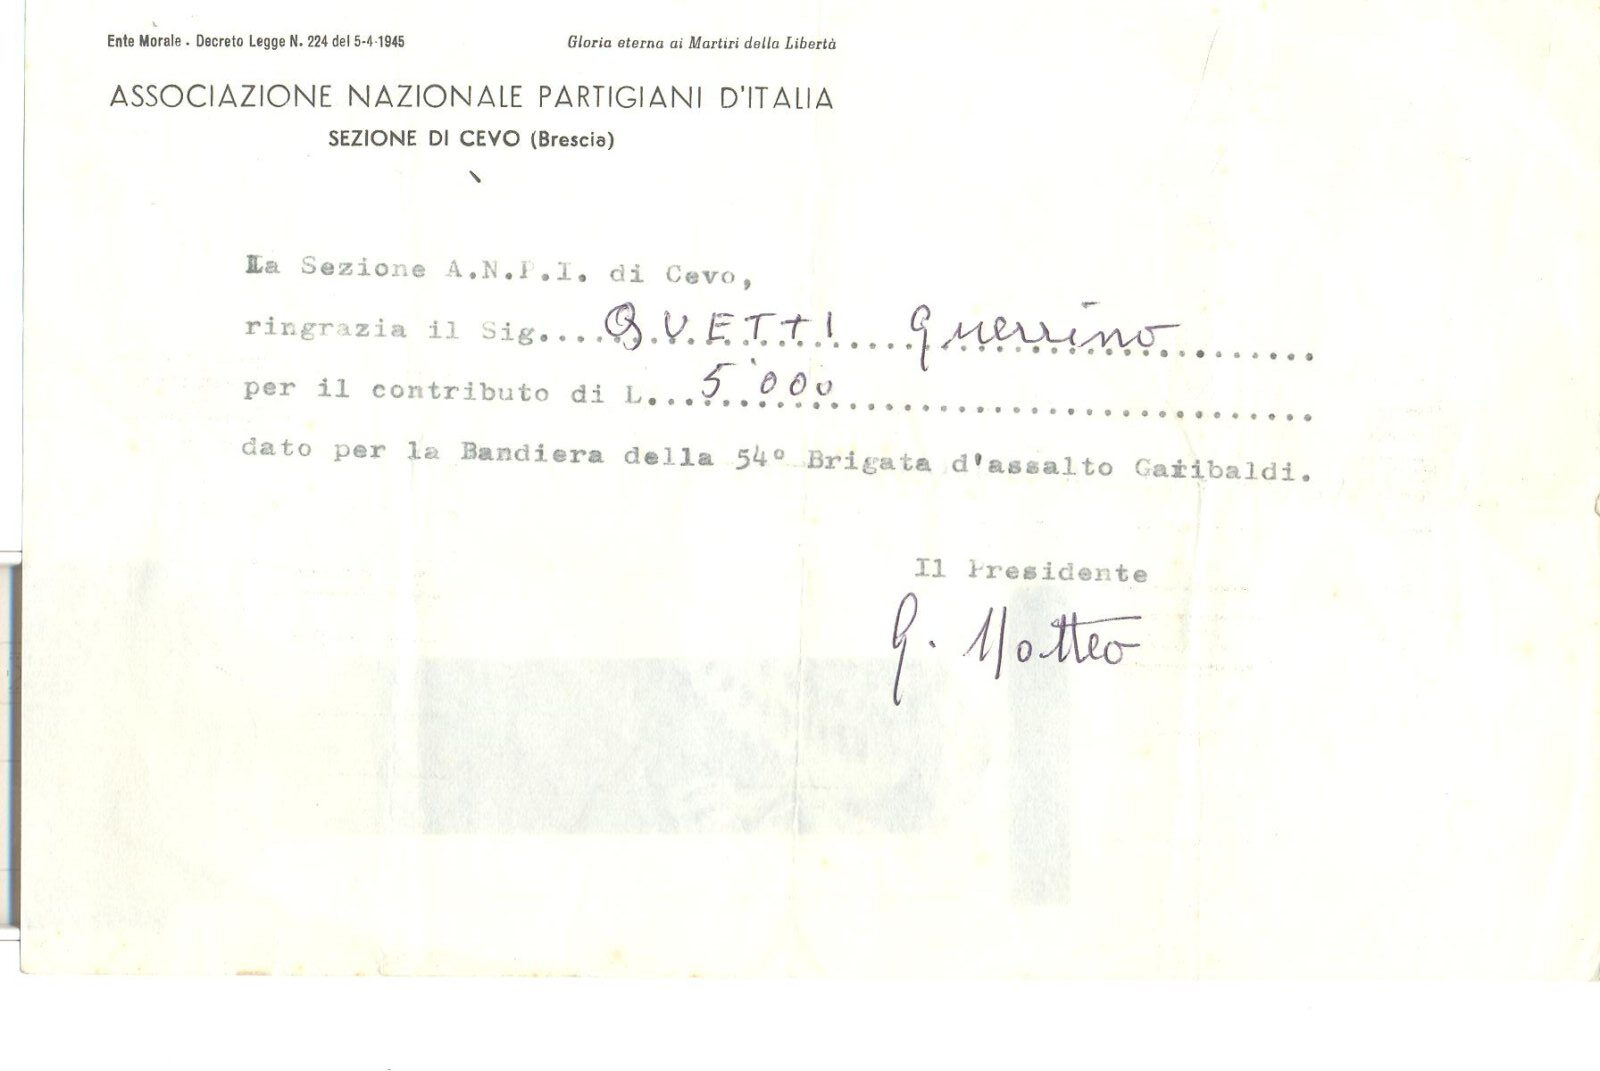 Ente Morale - Decreto Legge N. 224 del 5-4-1945 Gloria eterna ai Martiri della Libertà
ASSOCIAZIONE NAZIONALE PARTIGIANI D'ITALIA
SEZIONE DI CEVO (Brescia)
La Sezione A.N.P.I. di Cevo,
ringrazia il Sig.... Guerrino
per il contributo di L... 5'000
dato per la Bandiera della 54° Brigata d'assalto Garibaldi.
Il Presidente
G. Matteo